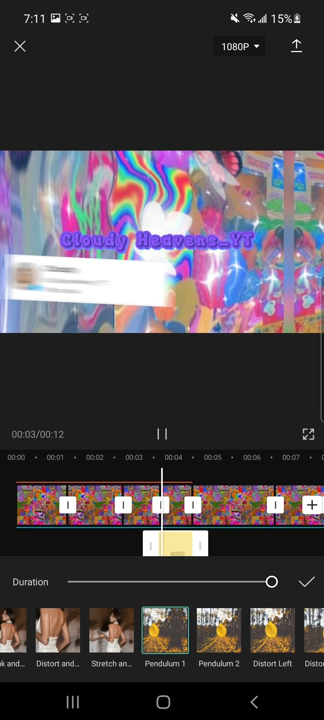 7:11
15%
1080P
Cloudy Heavens_YT
00:03/00:12
00:00 00:01 00:02 00:03 00:04 00:05 00:06 00:07
Duration
k and...
Distort and...
Stretch an...
Pendulum 1
Pendulum 2
Distort Left
Distor